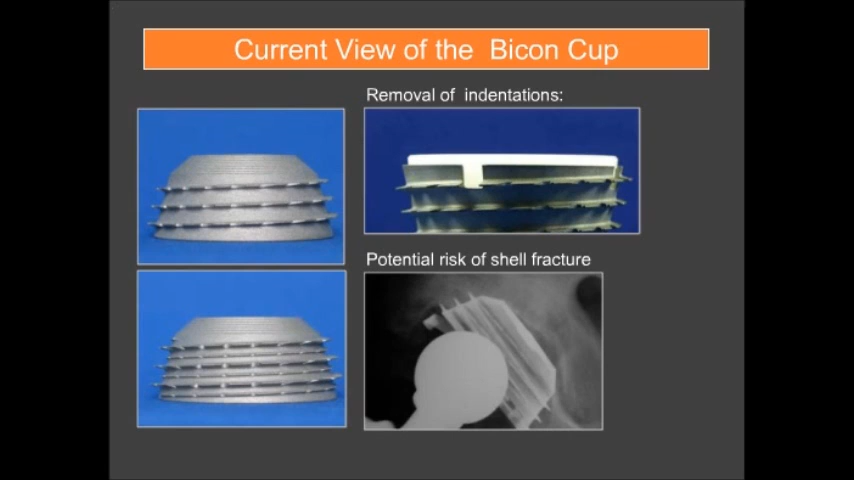 Current View of the Bicon Cup
Removal of indentations:
Potential risk of shell fracture